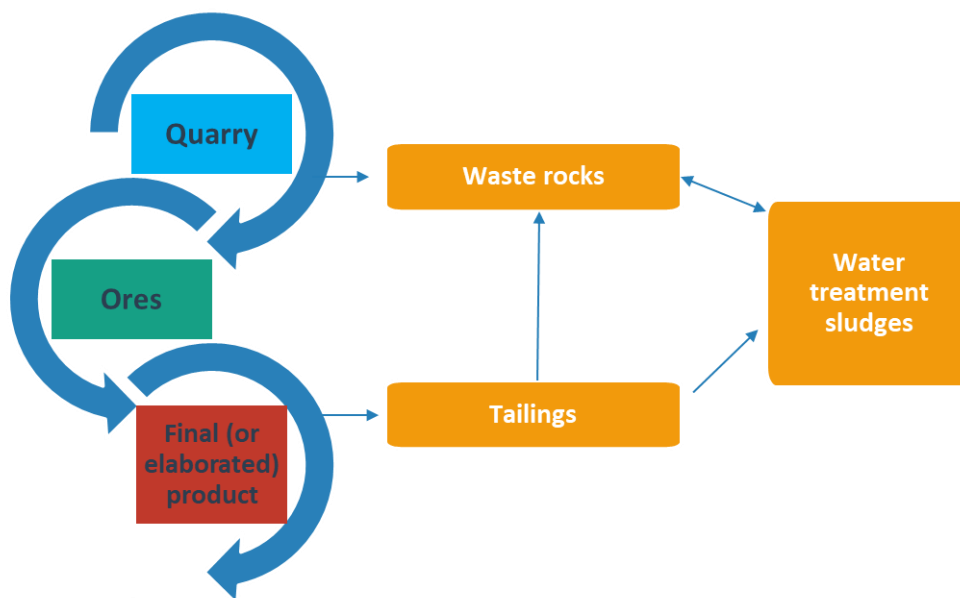 Quarry
Waste rocks
Water
treatment
sludges
Ores
Tailings
Final (or
elaborated)
product